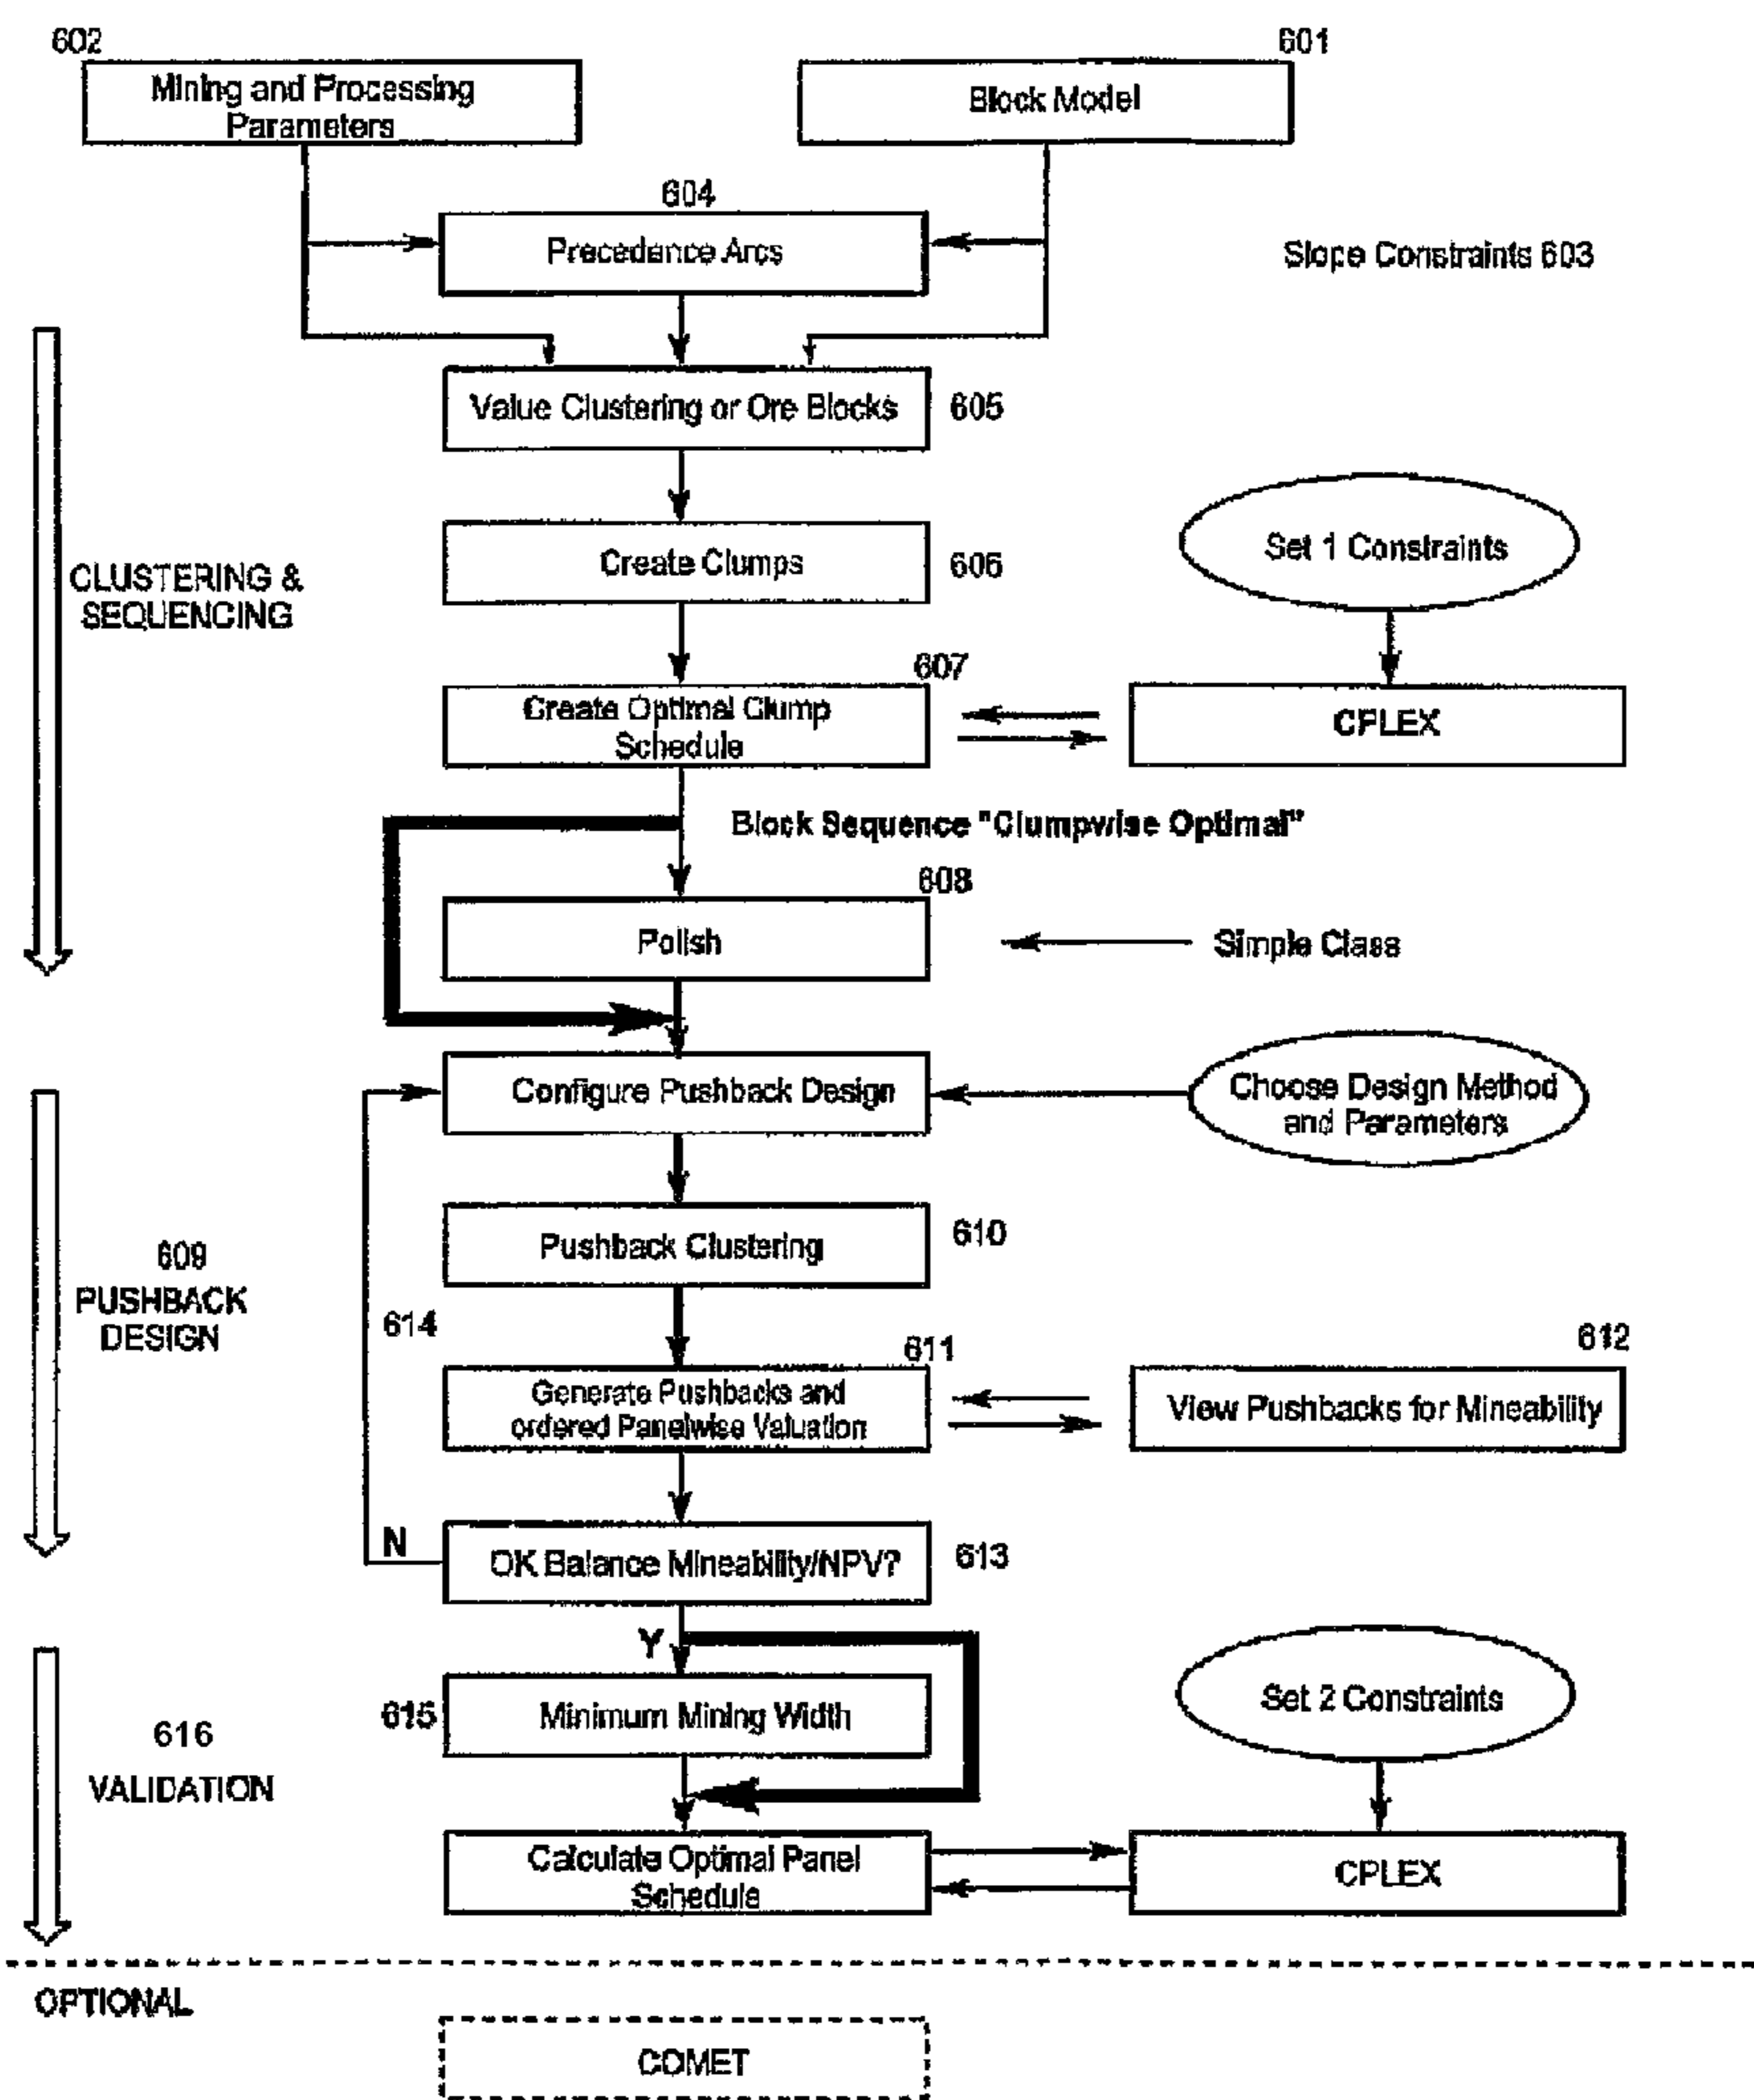 602
601
Mining and Processing
Parameters
Block Model
604
Precedence Arcs
Slope Constraints 603
Value Clustering or Ore Blocks
605
Create Clumps
606
Set 1 Constraints
CLUSTERING &
SEQUENCING
607
Create Optimal Clump
Schedule
CPLEX
Block Sequence "Clumpwise Optimal"
608
Polish
Simple Class
Configure Pushback Design
Choose Design Method
and Parameters
Pushback Clustering
610
609
PUSHBACK
DESIGN
614
611
612
Generate Pushbacks and
ordered Panelwise Valuation
View Pushbacks for Mineability
N
OK Balance Mineability/NPV?
613
Y
615
Minimum Mining Width
Set 2 Constraints
616
VALIDATION
Calculate Optimal Panel
Schedule
CPLEX
OPTIONAL
COMET